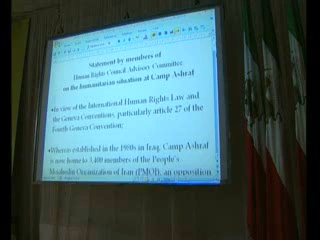 Statement by members of
Human Rights Council Advisory Committee
on the humanitarian situation at Camp Ashraf
•In view of the International Human Rights Law and
the Geneva Conventions, particularly article 27 of the
Fourth Geneva Convention;
•Whereas established in the 1980s in Iraq, Camp Ashraf
is now home to 3,400 members of the People's
Mojahedin Organization of Iran (PMOI), an opposition